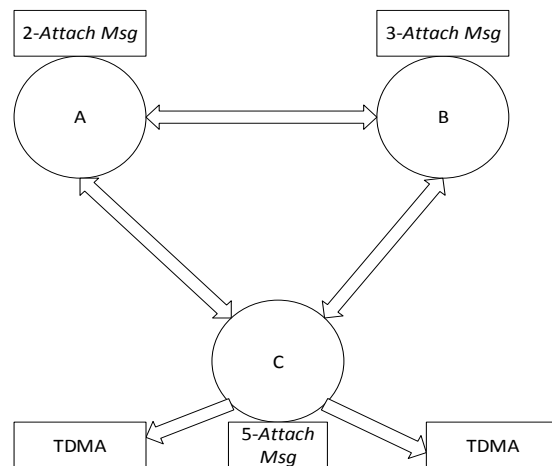 2-Attach Msg
3-Attach Msg
A
B
C
TDMA
5-Attach
Msg
TDMA